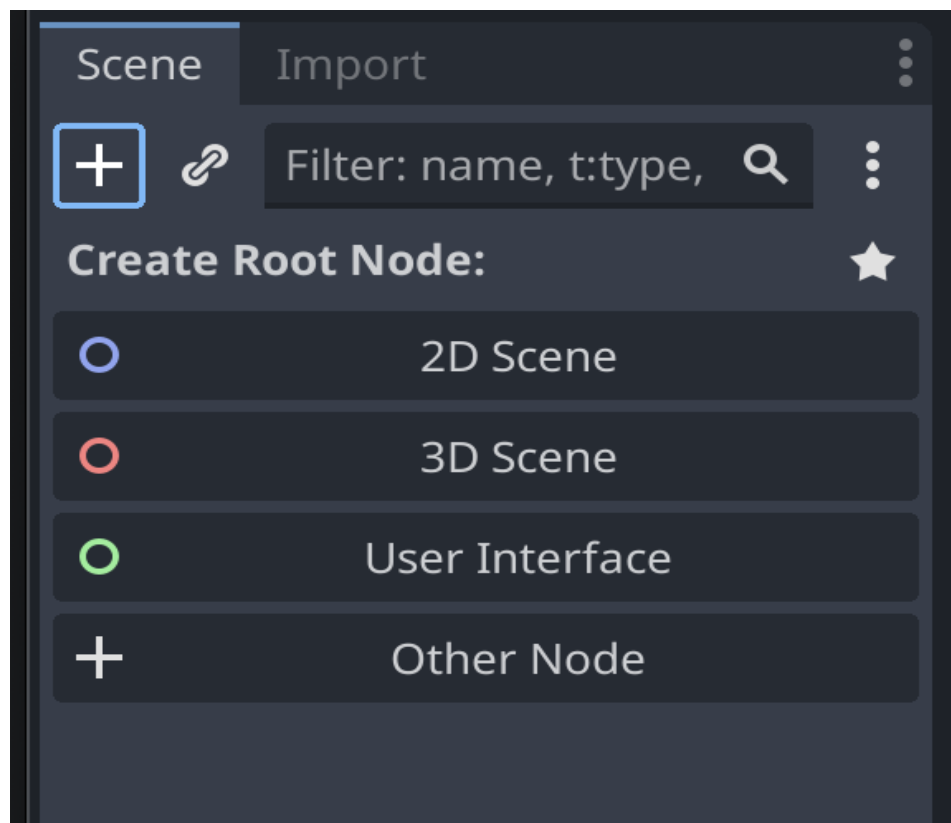 Scene Import
Filter: name, t:type,
Create Root Node:
2D Scene
3D Scene
User Interface
Other Node